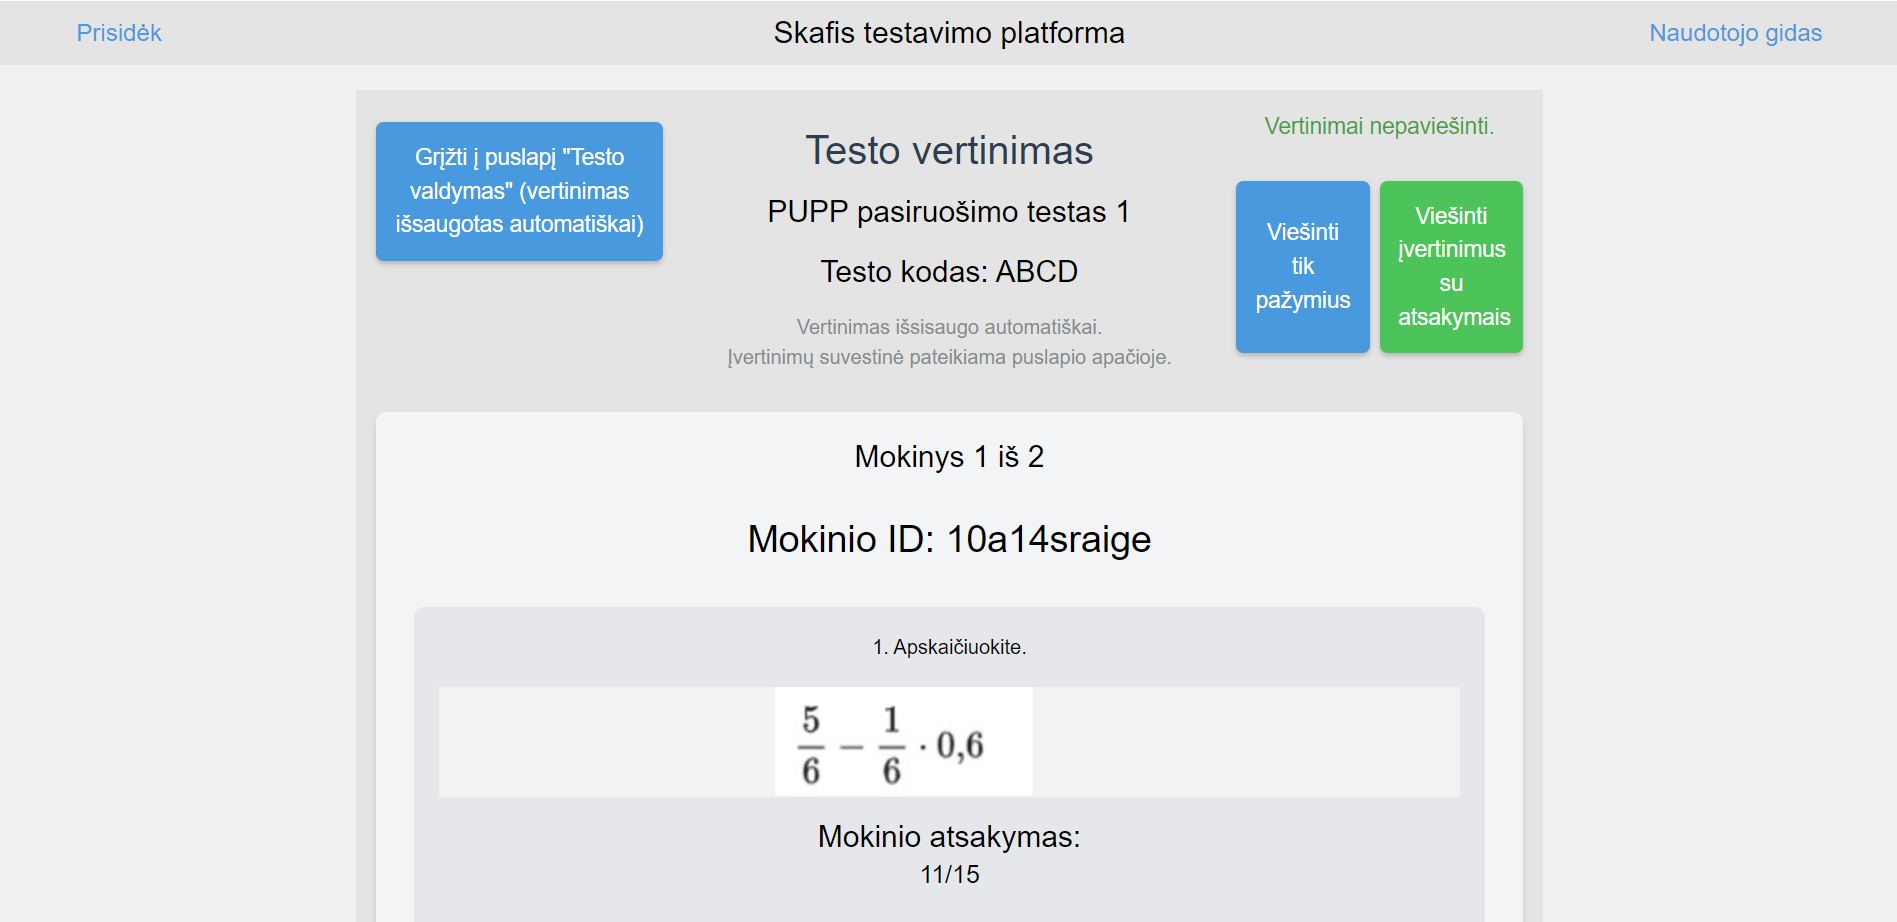 Prisidėk
Skafis testavimo platforma
Naudotojo gidas
Grįžti į puslapį "Testo
valdymas" (vertinimas
išsaugotas automatiškai)
Testo vertinimas
PUPP pasiruošimo testas 1
Testo kodas: ABCD
Vertinimas išsisaugo automatiškai.
Įvertinimų suvestinė pateikiama puslapio apačioje.
Vertinimai nepaviešinti.
Viešinti
tik
pažymius
Viešinti
įvertinimus
su
atsakymais
Mokinys 1 iš 2
Mokinio ID: 10a14sraige
1. Apskaičiuokite.
5/6 − 1/6 · 0,6
Mokinio atsakymas:
11/15